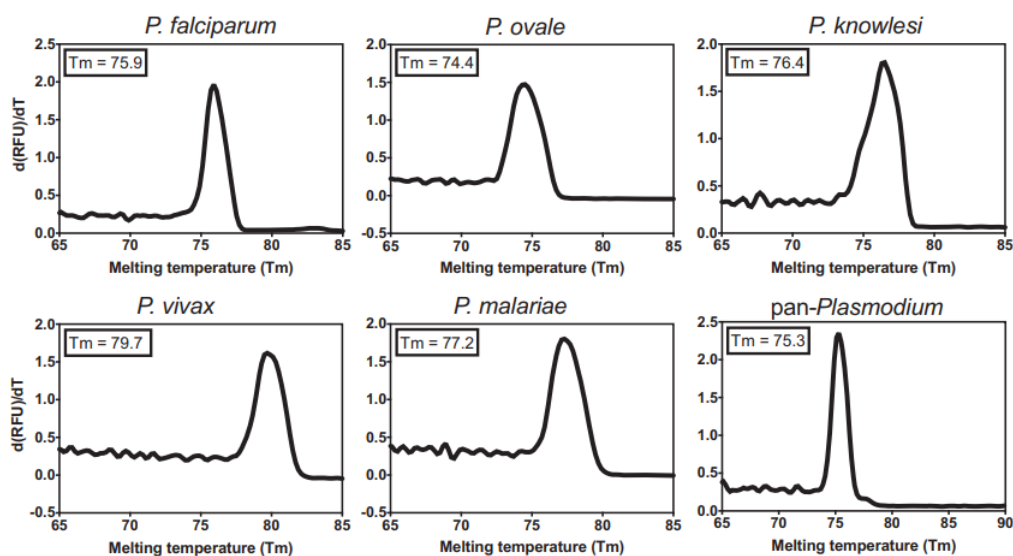 P. falciparum
P. ovale
P. knowlesi
2.5
2.0
1.5
1.0
0.5
0.0
Tm = 75.9
d(RFU)/dT
65 70 75 80 85
Melting temperature (Tm)
2.0
1.5
1.0
0.5
0.0
-0.5
Tm = 74.4
65 70 75 80 85
Melting temperature (Tm)
2.0
1.5
1.0
0.5
0.0
Tm = 76.4
65 70 75 80 85
Melting temperature (Tm)
P. vivax
P. malariae
pan-Plasmodium
2.0
1.5
1.0
0.5
0.0
-0.5
Tm = 79.7
d(RFU)/dT
65 70 75 80 85
Melting temperature (Tm)
2.0
1.5
1.0
0.5
0.0
-0.5
Tm = 77.2
65 70 75 80 85
Melting temperature (Tm)
2.5
2.0
1.5
1.0
0.5
0.0
Tm = 75.3
65 70 75 80 85 90
Melting temperature (Tm)